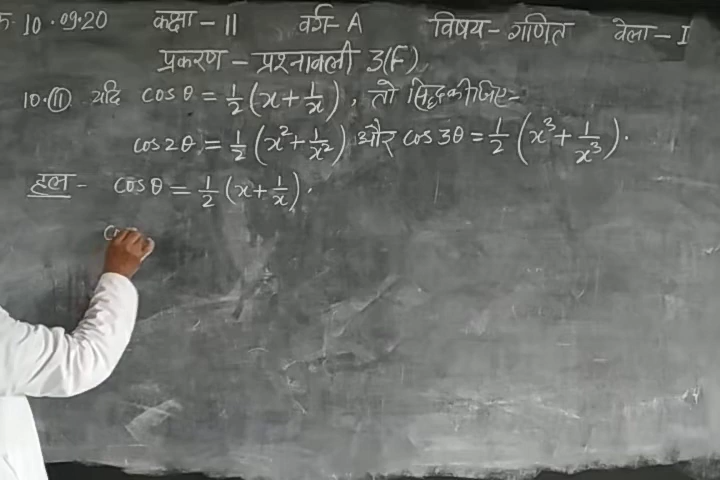 10.09.20 कक्षा - 11 वर्ग - A विषय - गणित वेला - I
प्रकरण - प्रश्नावली 3(F)
10.(ii) यदि cos θ = 1/2 (x + 1/x), तो सिद्ध कीजिए -
cos 2θ = 1/2 (x² + 1/x²) और cos 3θ = 1/2 (x³ + 1/x³).
हल - cos θ = 1/2 (x + 1/x).